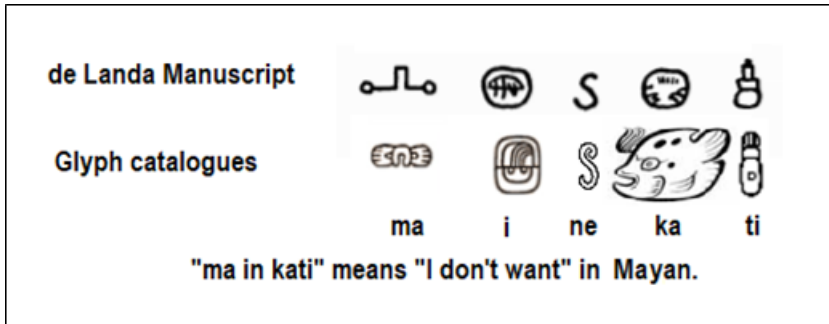 de Landa Manuscript
Glyph catalogues
ma i ne ka ti
"ma in kati" means "I don't want" in Mayan.